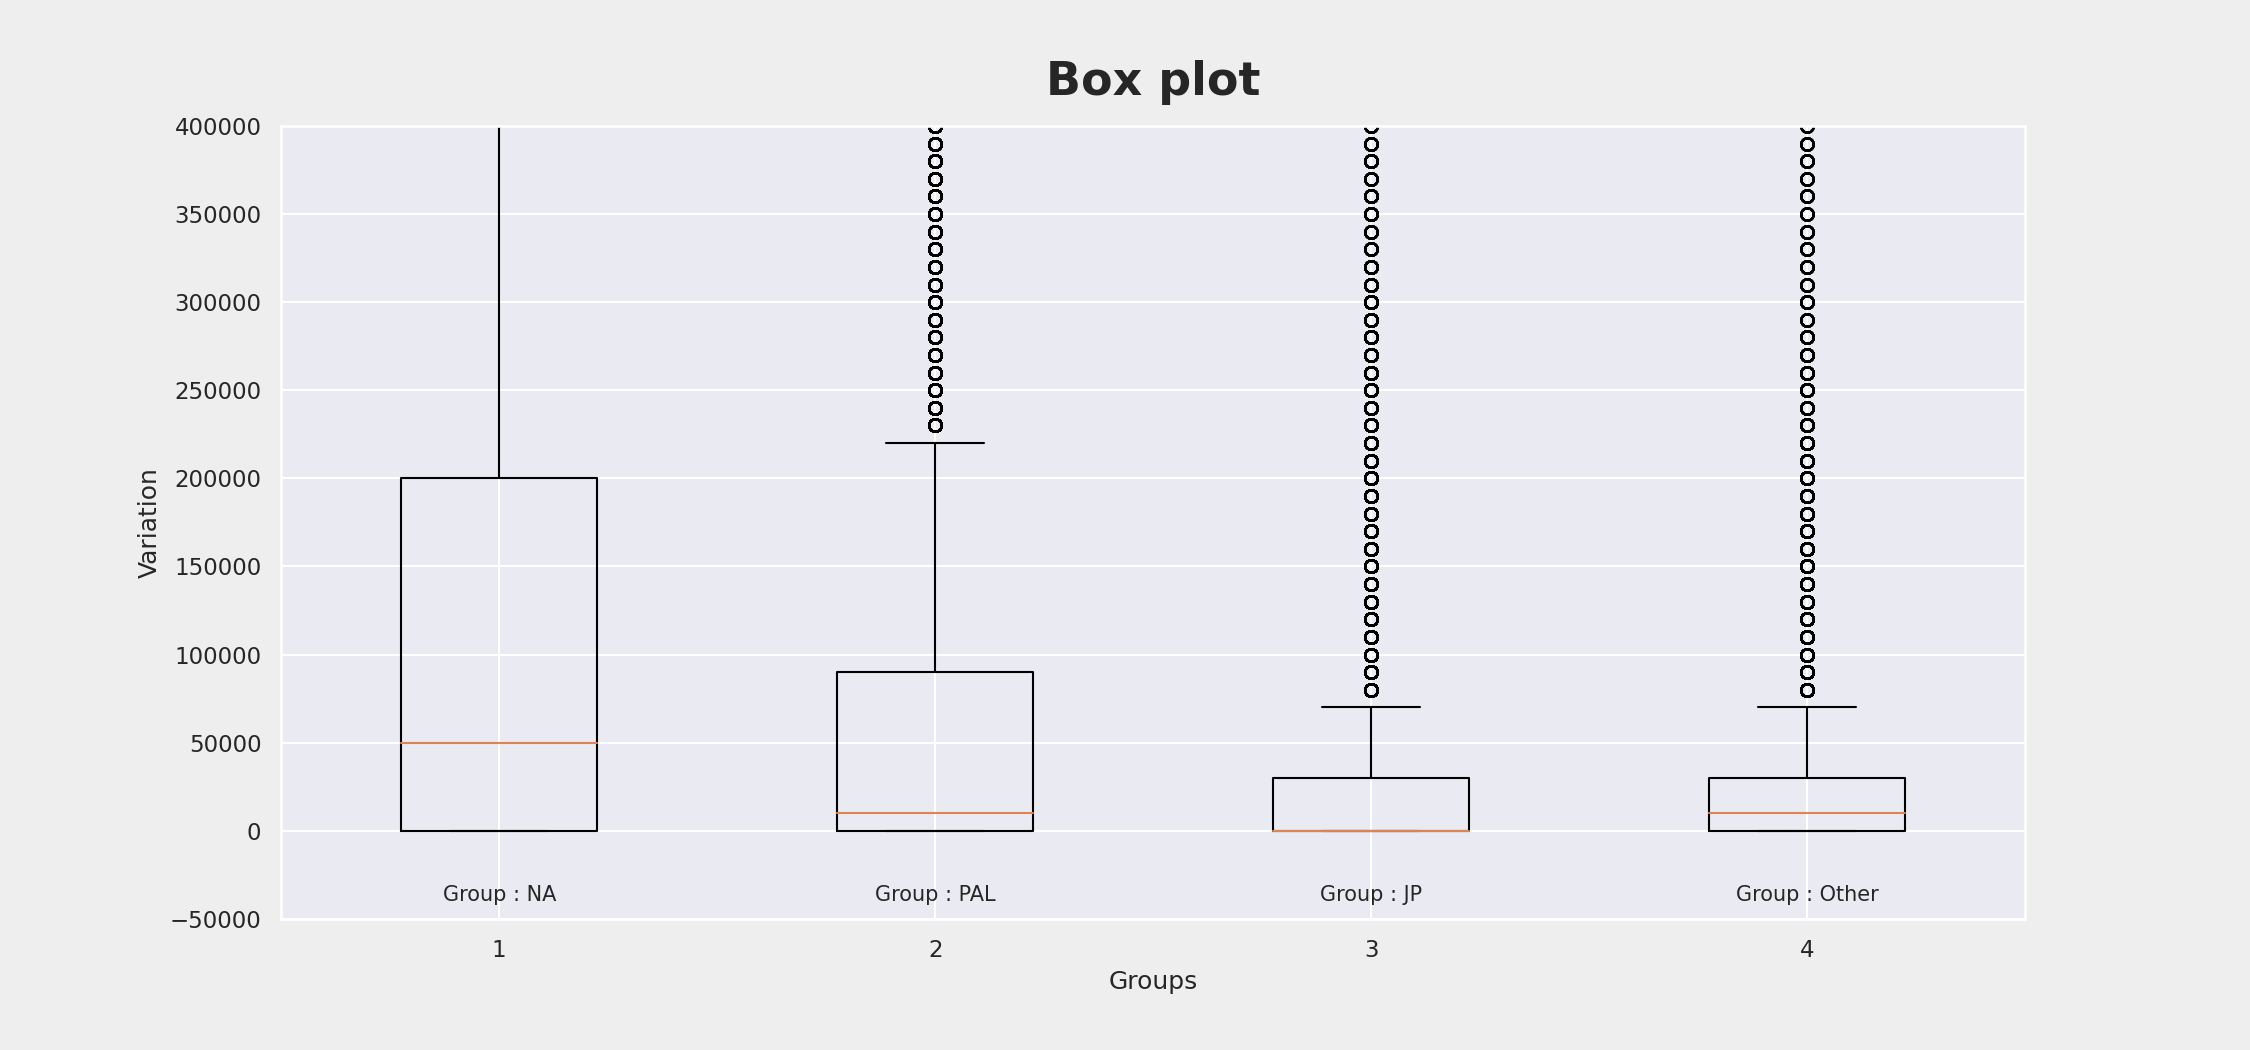 Box plot
400000
350000
300000
250000
200000
150000
100000
50000
0
−50000
Variation
Group : NA
Group : PAL
Group : JP
Group : Other
1
2
3
4
Groups